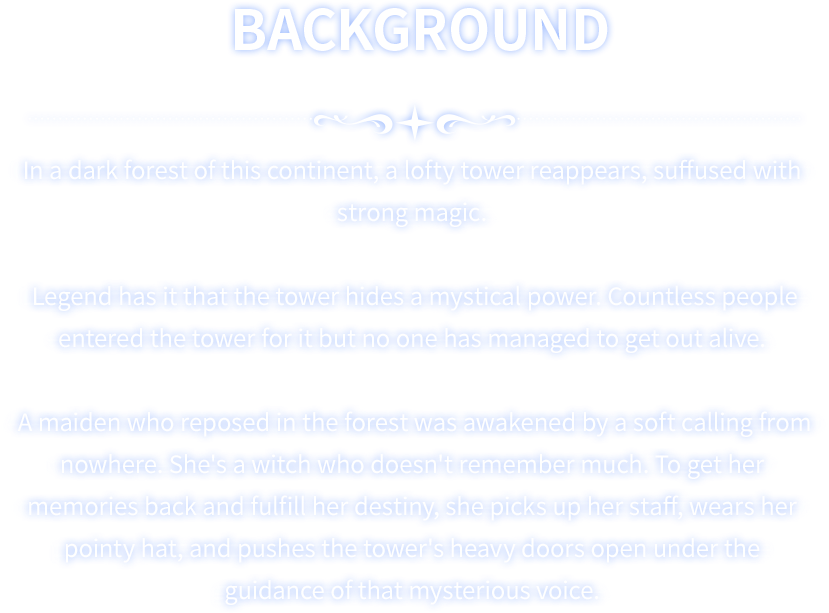 BACKGROUND
In a dark forest of this continent, a lofty tower reappears, suffused with
strong magic.
Legend has it that the tower hides a mystical power. Countless people
entered the tower for it but no one has managed to get out alive.
A maiden who reposed in the forest was awakened by a soft calling from
nowhere. She's a witch who doesn't remember much. To get her
memories back and fulfill her destiny, she picks up her staff, wears her
pointy hat, and pushes the tower's heavy doors open under the
guidance of that mysterious voice.